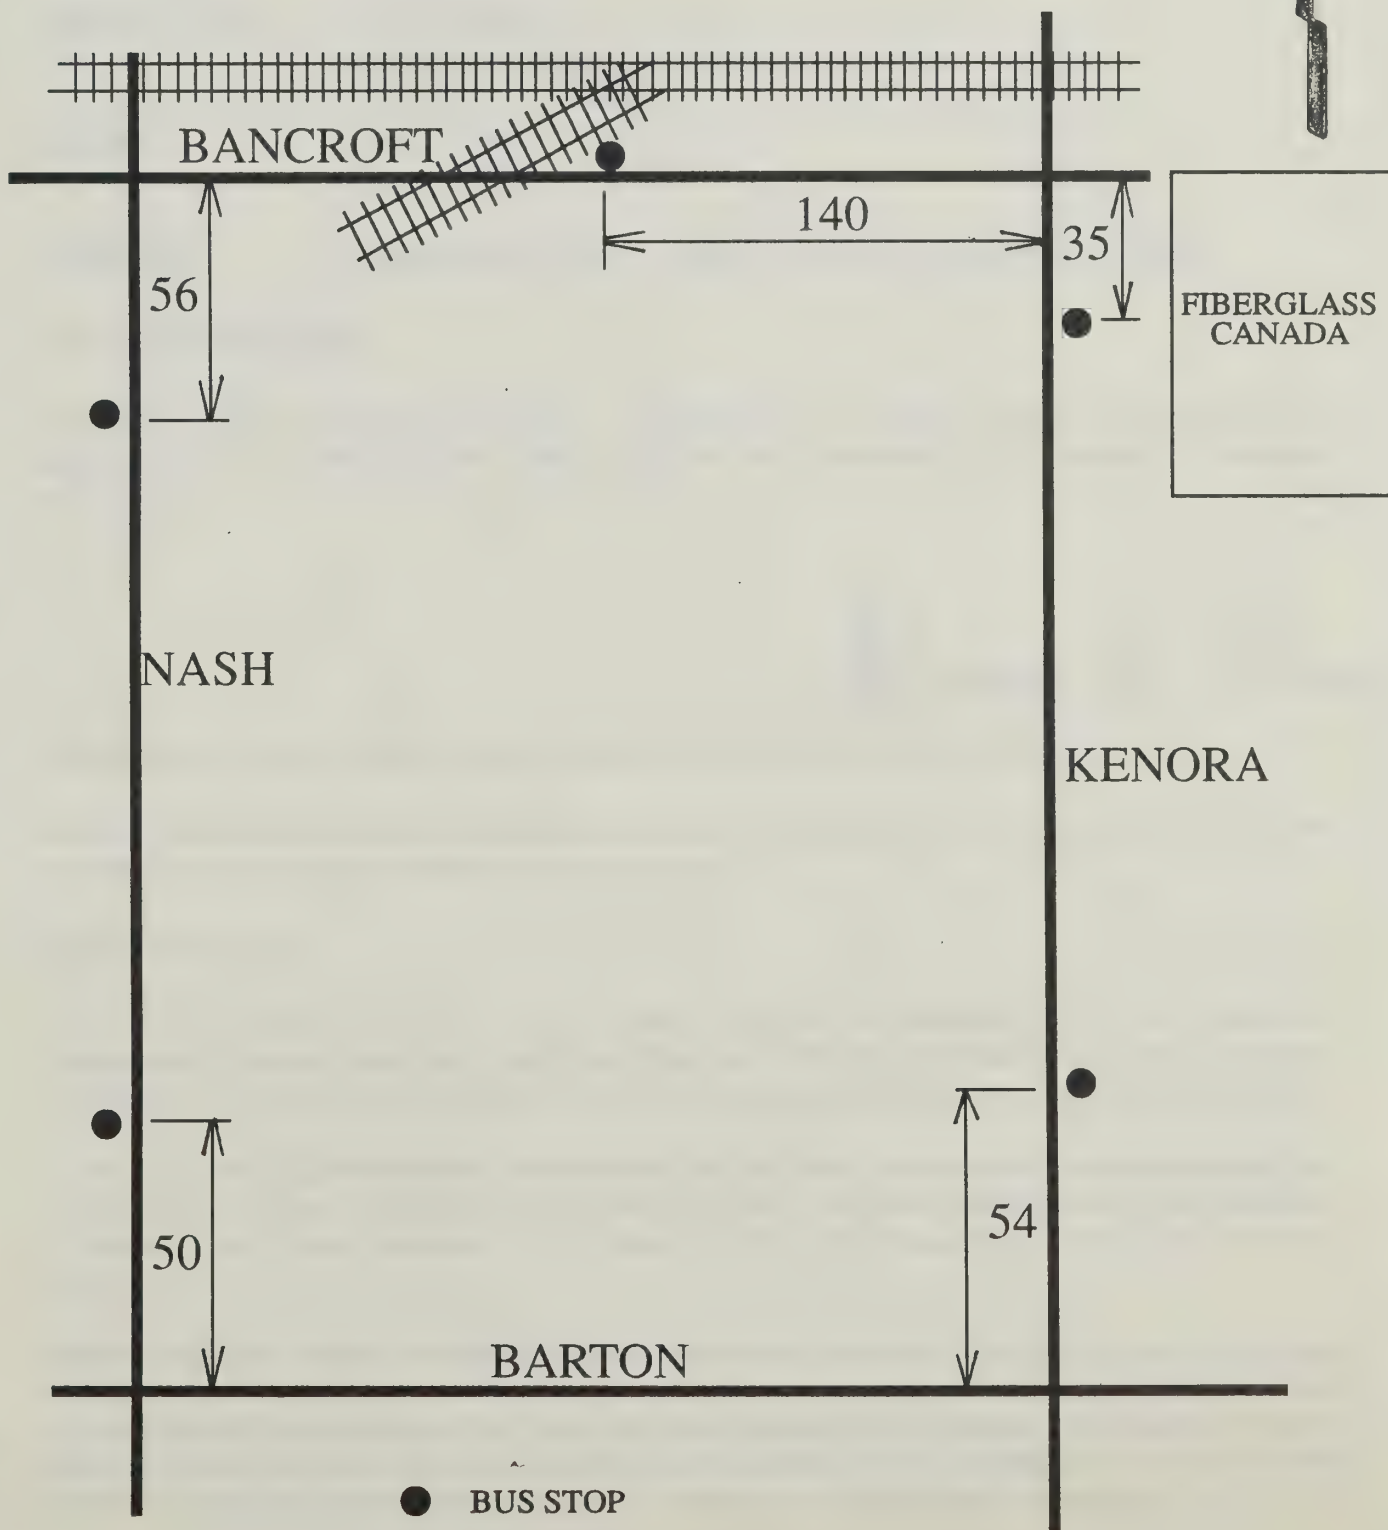 BANCROFT
140
35
56
FIBERGLASS
CANADA
NASH
KENORA
54
50
BARTON
BUS STOP